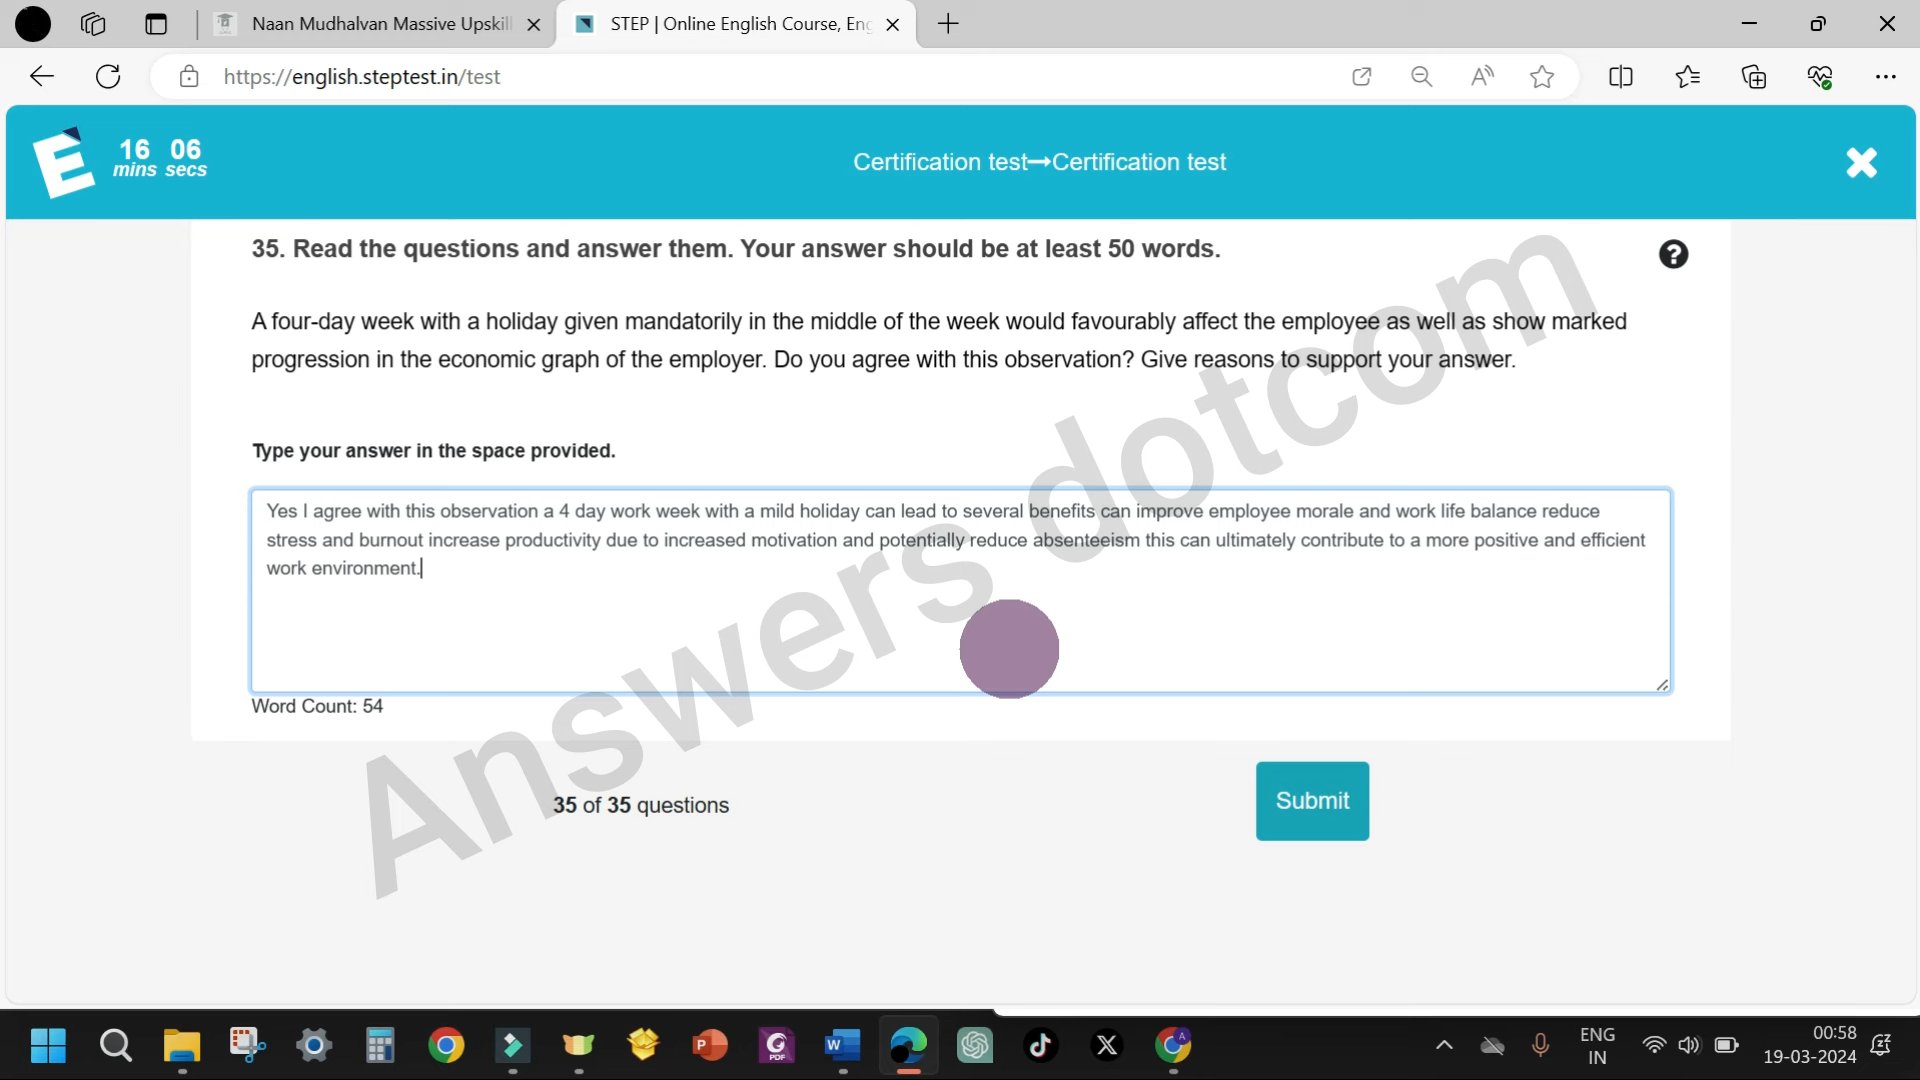 Naan Mudhalvan Massive Upskill
STEP | Online English Course, Eng
https://english.steptest.in/test
16 06
mins secs
Certification test→Certification test
35. Read the questions and answer them. Your answer should be at least 50 words.
A four-day week with a holiday given mandatorily in the middle of the week would favourably affect the employee as well as show marked
progression in the economic graph of the employer. Do you agree with this observation? Give reasons to support your answer.
Type your answer in the space provided.
Yes I agree with this observation a 4 day work week with a mild holiday can lead to several benefits can improve employee morale and work life balance reduce
stress and burnout increase productivity due to increased motivation and potentially reduce absenteeism this can ultimately contribute to a more positive and efficient
work environment.
Word Count: 54
Answers dotcom
35 of 35 questions
Submit
ENG
IN
00:58
19-03-2024